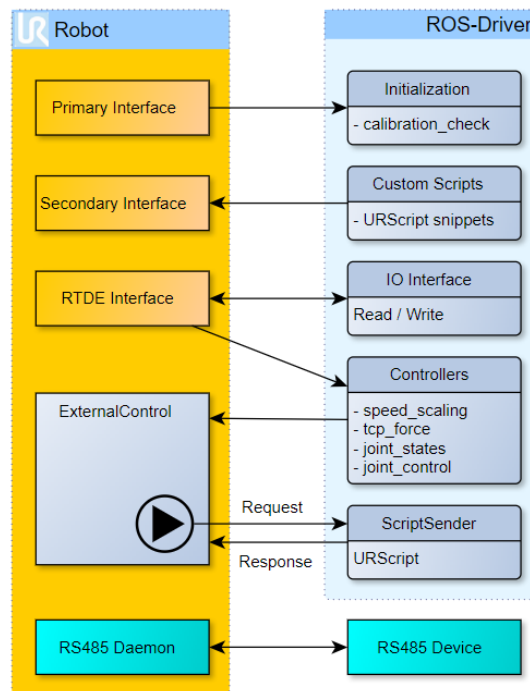 UR
Robot
ROS-Driver
Primary Interface
Initialization
- calibration_check
Secondary Interface
Custom Scripts
- URScript snippets
RTDE Interface
IO Interface
Read / Write
Controllers
- speed_scaling
- tcp_force
- joint_states
- joint_control
ExternalControl
Request
Response
ScriptSender
URScript
RS485 Daemon
RS485 Device